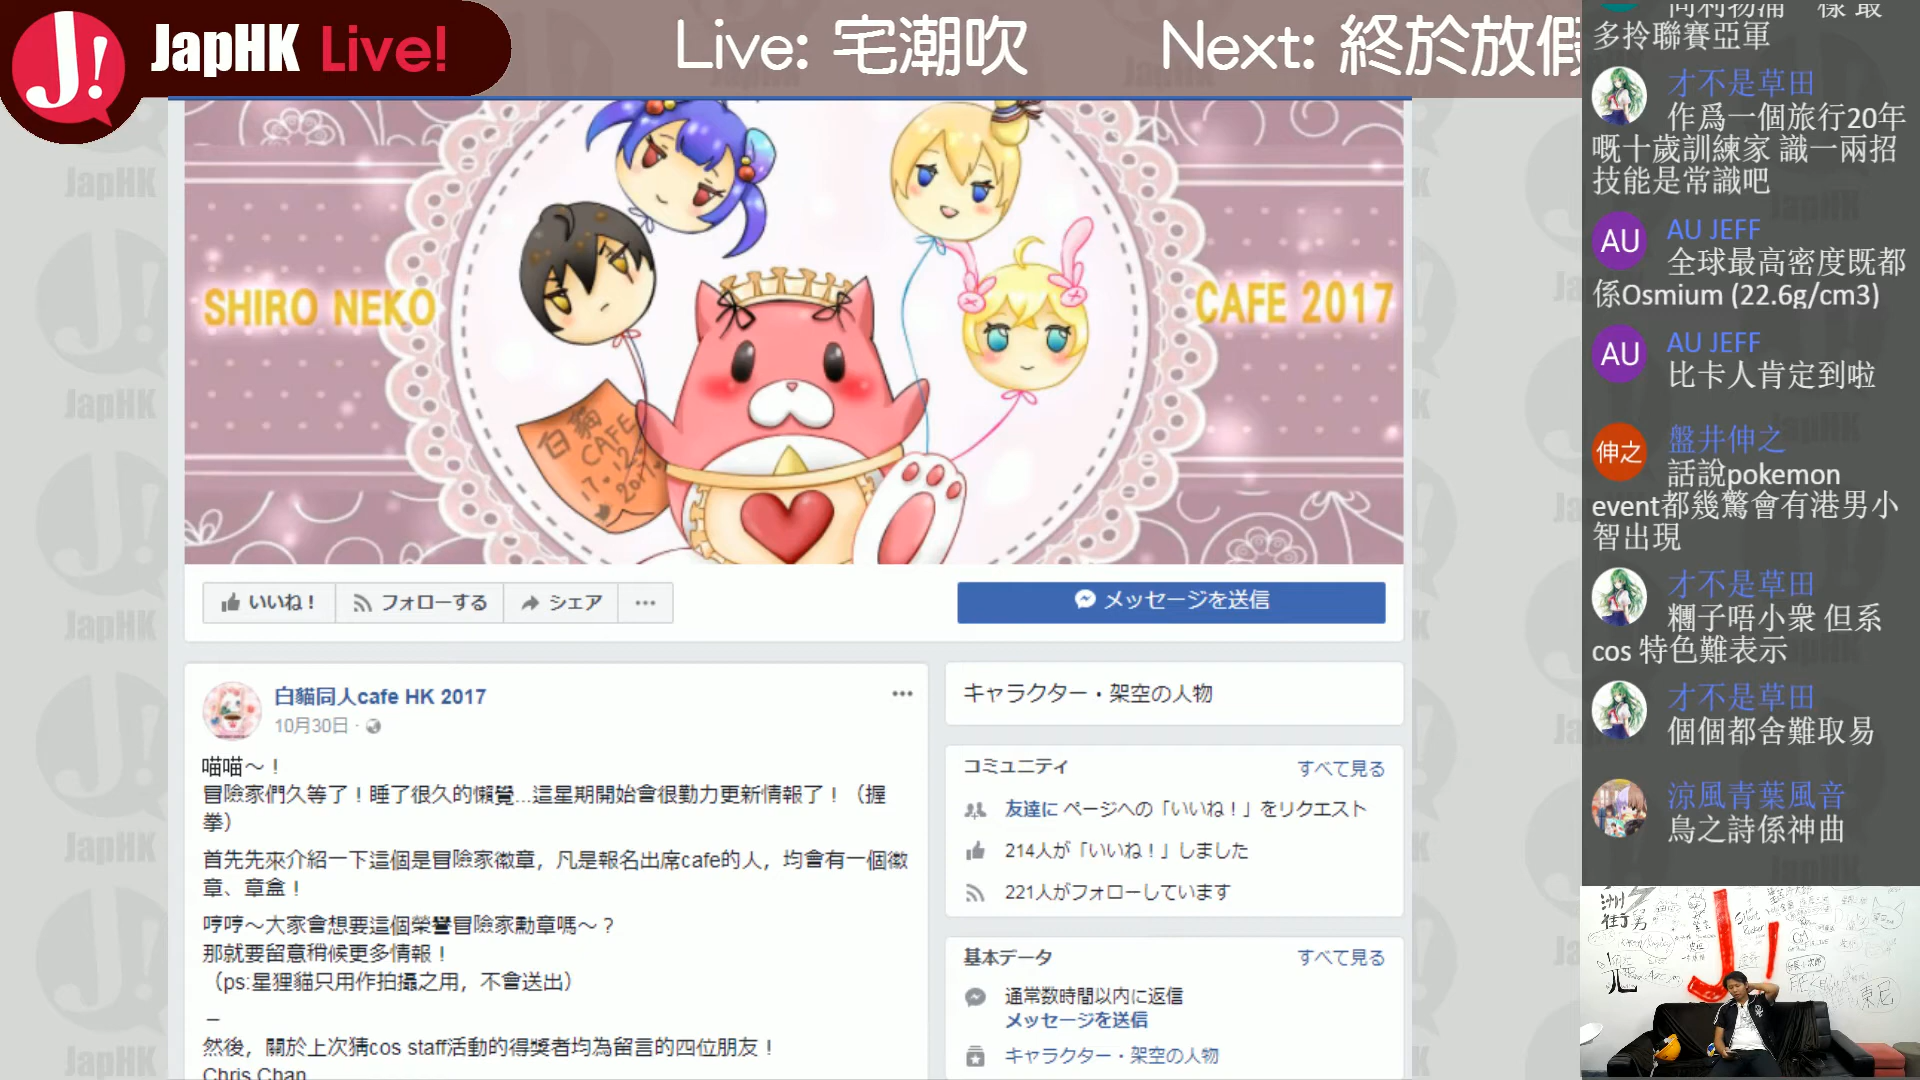 JapHK Live!
Live: 宅潮吹
Next: 終於放假
SHIRO NEKO
CAFE 2017
白貓
CAFE
17.12
2017
いいね！
フォローする
シェア
メッセージを送信
白貓同人cafe HK 2017
10月30日
喵喵～！
冒險家們久等了！睡了很久的懶覺...這星期開始會很勤力更新情報了！（握
拳）
首先先來介紹一下這個是冒險家徽章，凡是報名出席cafe的人，均會有一個徽
章、章盒！
哼哼～大家會想要這個榮譽冒險家勳章嗎～？
那就要留意稍候更多情報！
（ps:星狸貓只用作拍攝之用，不會送出）
–
然後，關於上次猜cos staff活動的得獎者均為留言的四位朋友！
Chris Chan
キャラクター・架空の人物
コミュニティ
すべて見る
友達に ページへの「いいね！」をリクエスト
214人が「いいね！」しました
221人がフォローしています
基本データ
すべて見る
通常数時間以内に返信
メッセージを送信
キャラクター・架空の人物
多拎聯賽亞軍
才不是草田
作爲一個旅行20年
嘅十歲訓練家 識一兩招
技能是常識吧
AU
AU JEFF
全球最高密度既都
係Osmium (22.6g/cm3)
AU
AU JEFF
比卡人肯定到啦
伸之
盤井伸之
話說pokemon
event都幾驚會有港男小
智出現
才不是草田
糰子唔小衆 但系
cos 特色難表示
才不是草田
個個都舍難取易
涼風青葉風音
鳥之詩係神曲
J!